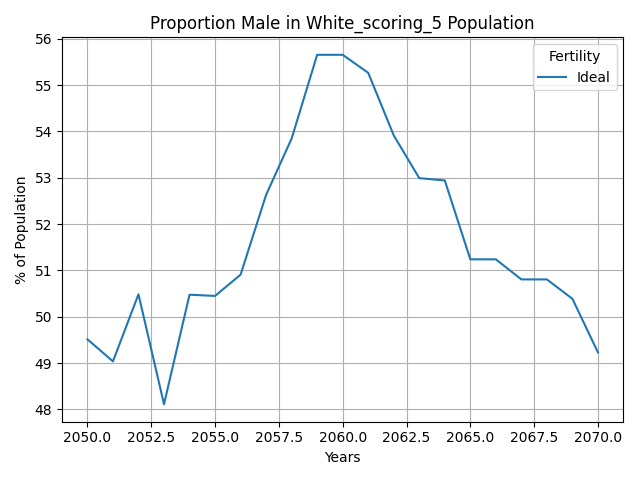 Proportion Male in White_scoring_5 Population
Fertility
Ideal
% of Population
56
55
54
53
52
51
50
49
48
2050.0 2052.5 2055.0 2057.5 2060.0 2062.5 2065.0 2067.5 2070.0
Years